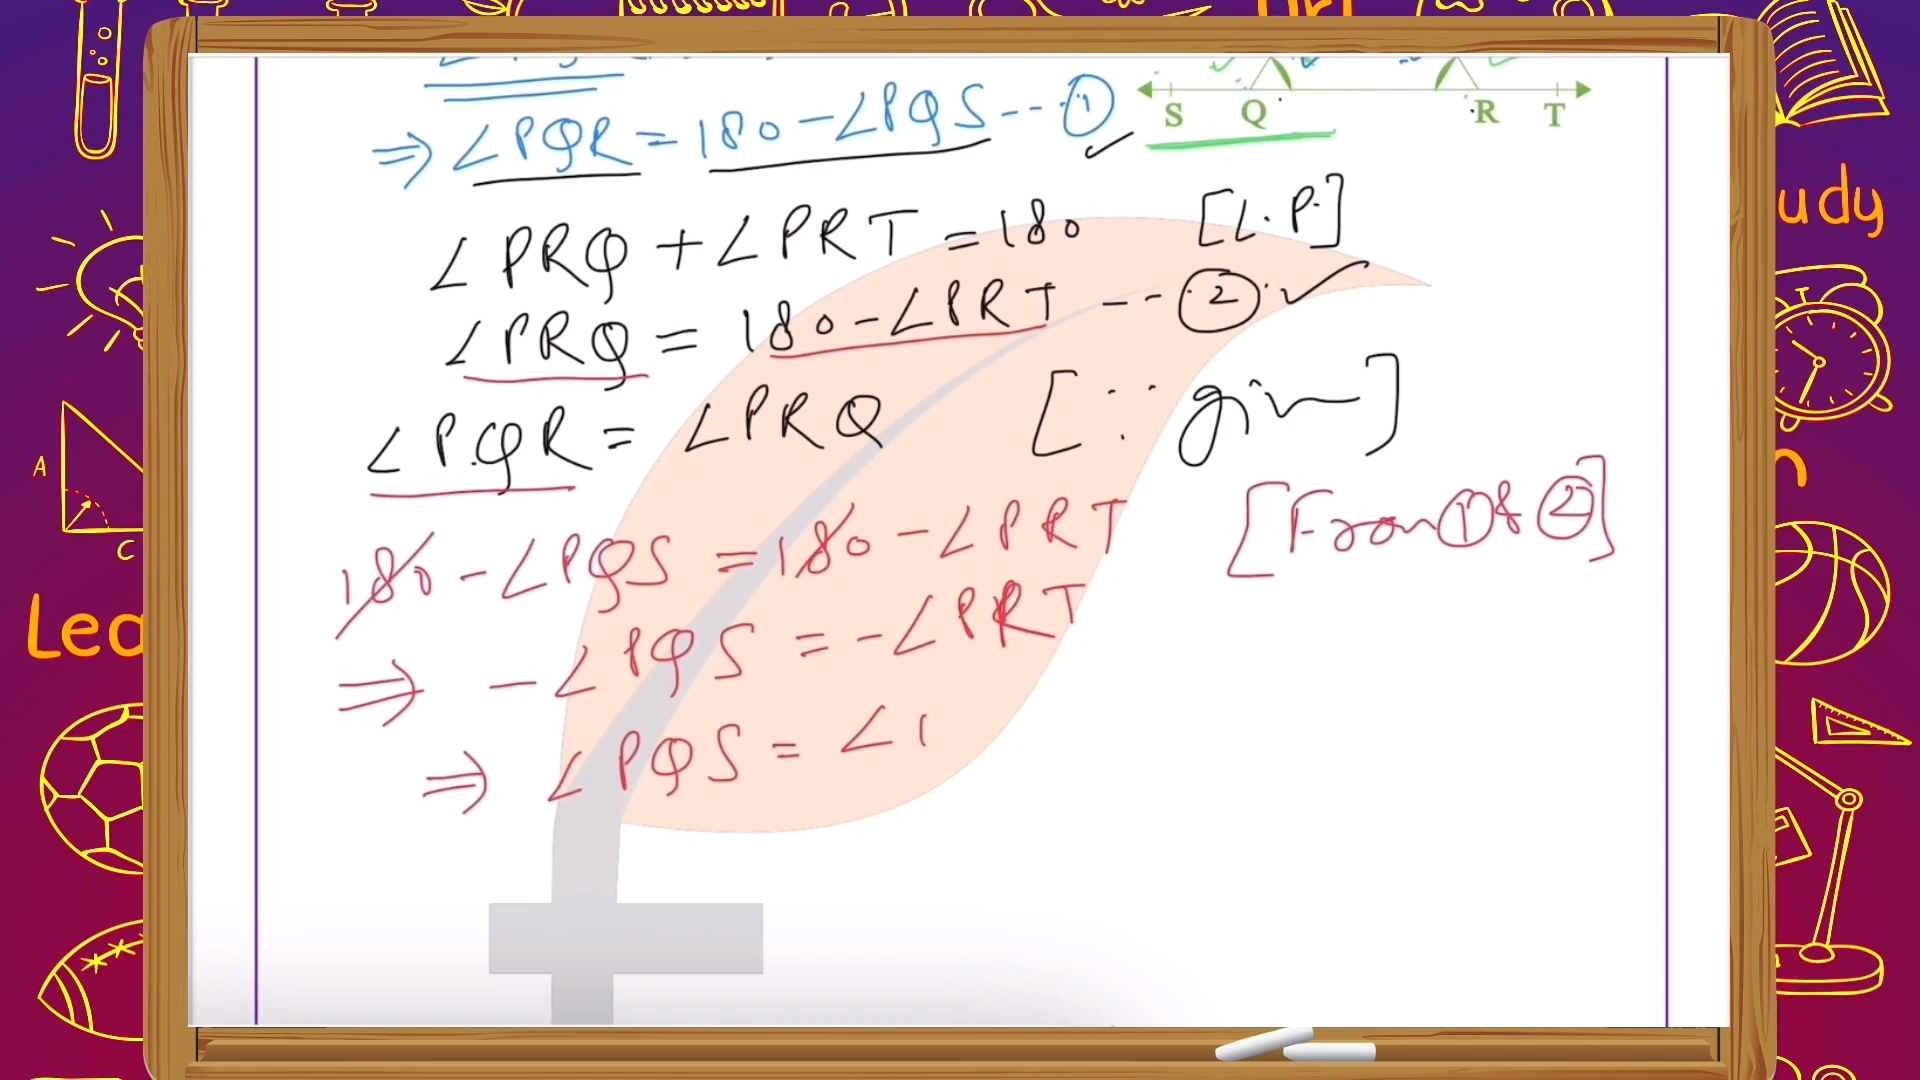 ⇒ ∠PQR = 180 - ∠PQS --- ①
S Q R T
∠PRQ + ∠PRT = 180 [L.P.]
∠PRQ = 180 - ∠PRT --- ②
∠PQR = ∠PRQ [∵ given]
180 - ∠PQS = 180 - ∠PRT [From ① & ②]
⇒ - ∠PQS = - ∠PRT
⇒ ∠PQS = ∠P
A
C
udy
n